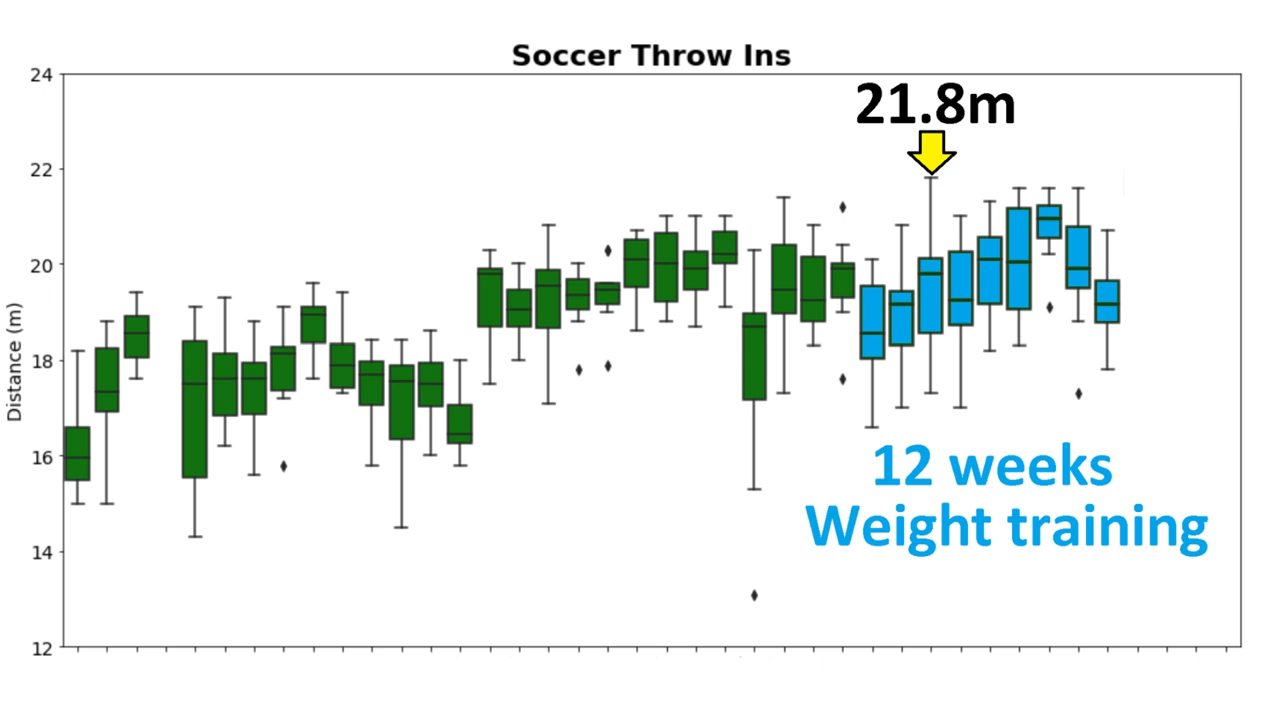 Soccer Throw Ins
24
21.8m
22
20
18
16
14
12
Distance (m)
12 weeks
Weight training